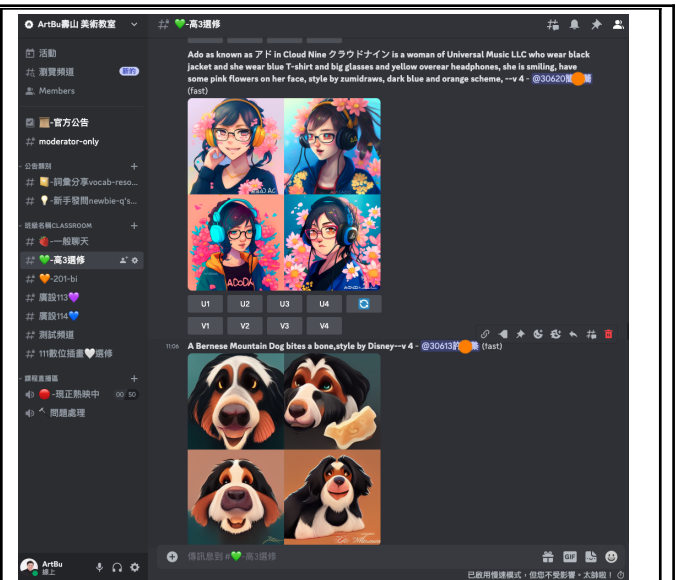 ArtBu壽山 美術教室
活動
瀏覽頻道
新的
Members
-官方公告
moderator-only
公告類別
-詞彙分享vocab-reso...
-新手發問newbie-q's...
班級名稱CLASSROOM
-一般聊天
-高3選修
-201-bi
廣設113
廣設114
測試頻道
111數位插畫🤍選修
課程直播區
-現正熱映中
00 50
問題處理
ArtBu
線上
-高3選修
Ado as known as アド in Cloud Nine クラウドナイン is a woman of Universal Music LLC who wear black
jacket and she wear blue T-shirt and big glasses and yellow overear headphones, she is smiling, have
some pink flowers on her face, style by zumidraws, dark blue and orange scheme, --v 4 - @30620
(fast)
U1 U2 U3 U4
V1 V2 V3 V4
11:06 A Bernese Mountain Dog bites a bone,style by Disney--v 4 - @30613許 (fast)
傳訊息到 #💚-高3選修
GIF
已啟用慢速模式，但您不受影響。太帥啦！